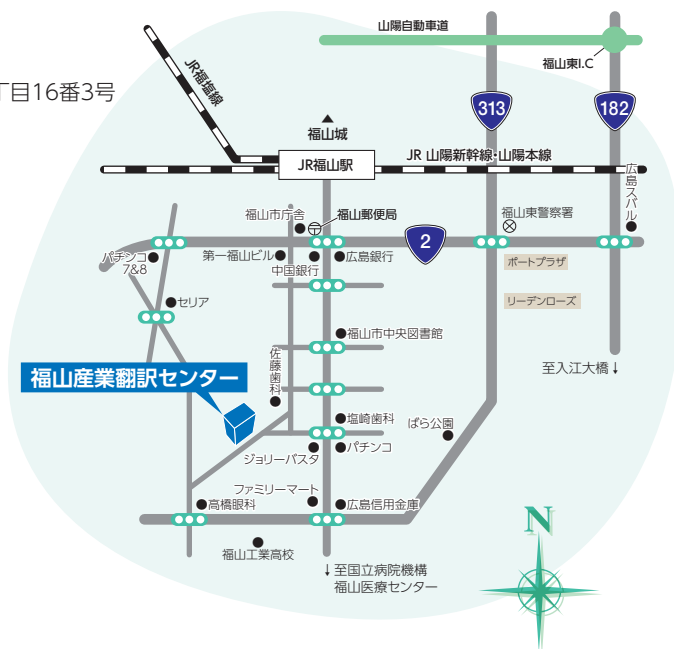 山陽自動車道
福山東I.C
丁目16番3号
JR福塩線
313
182
福山城
JR福山駅
JR 山陽新幹線・山陽本線
広島スバル
福山市庁舎
福山郵便局
福山東警察署
2
パチンコ
7&8
第一福山ビル
中国銀行
広島銀行
ポートプラザ
セリア
リーデンローズ
福山市中央図書館
佐藤歯科
至入江大橋↓
福山産業翻訳センター
塩崎歯科
ばら公園
ジョリーパスタ
パチンコ
ファミリーマート
高橋眼科
広島信用金庫
N
福山工業高校
↓至国立病院機構
福山医療センター